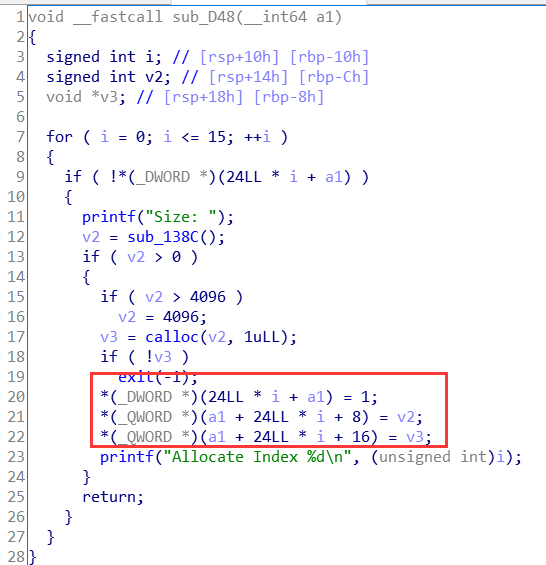 1 void __fastcall sub_D48(__int64 a1)
2 {
3   signed int i; // [rsp+10h] [rbp-10h]
4   signed int v2; // [rsp+14h] [rbp-Ch]
5   void *v3; // [rsp+18h] [rbp-8h]
6
7   for ( i = 0; i <= 15; ++i )
8   {
9     if ( !*(_DWORD *)(24LL * i + a1) )
10     {
11       printf("Size: ");
12       v2 = sub_138C();
13       if ( v2 > 0 )
14       {
15         if ( v2 > 4096 )
16           v2 = 4096;
17         v3 = calloc(v2, 1uLL);
18         if ( !v3 )
19           exit(-1);
20         *(_DWORD *)(24LL * i + a1) = 1;
21         *(_QWORD *)(a1 + 24LL * i + 8) = v2;
22         *(_QWORD *)(a1 + 24LL * i + 16) = v3;
23         printf("Allocate Index %d\n", (unsigned int)i);
24       }
25       return;
26     }
27   }
28 }